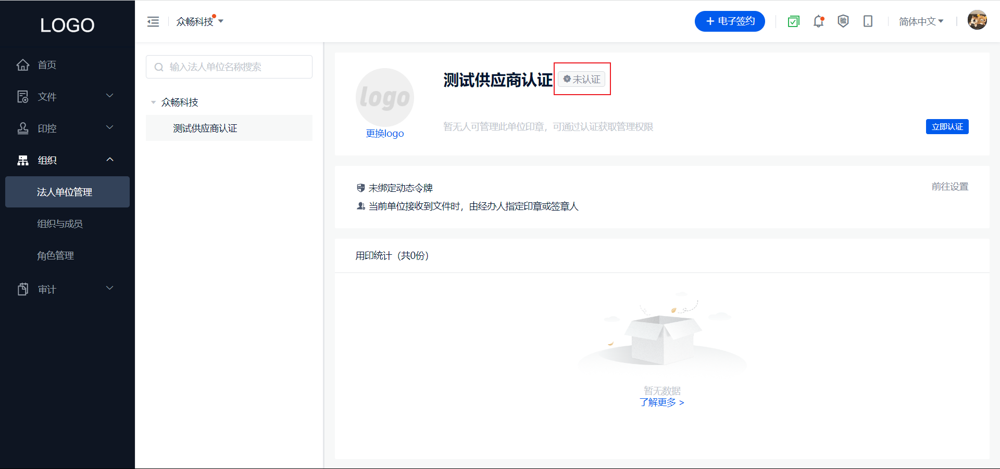 LOGO
众畅科技
电子签约
验
简体中文
首页
文件
印控
组织
法人单位管理
组织与成员
角色管理
审计
输入法人单位名称搜索
众畅科技
测试供应商认证
logo
更换logo
测试供应商认证
未认证
暂无人可管理此单位印章，可通过认证获取管理权限
立即认证
未绑定动态令牌
前往设置
当前单位接收到文件时，由经办人指定印章或签章人
用印统计（共0份）
暂无数据
了解更多 >